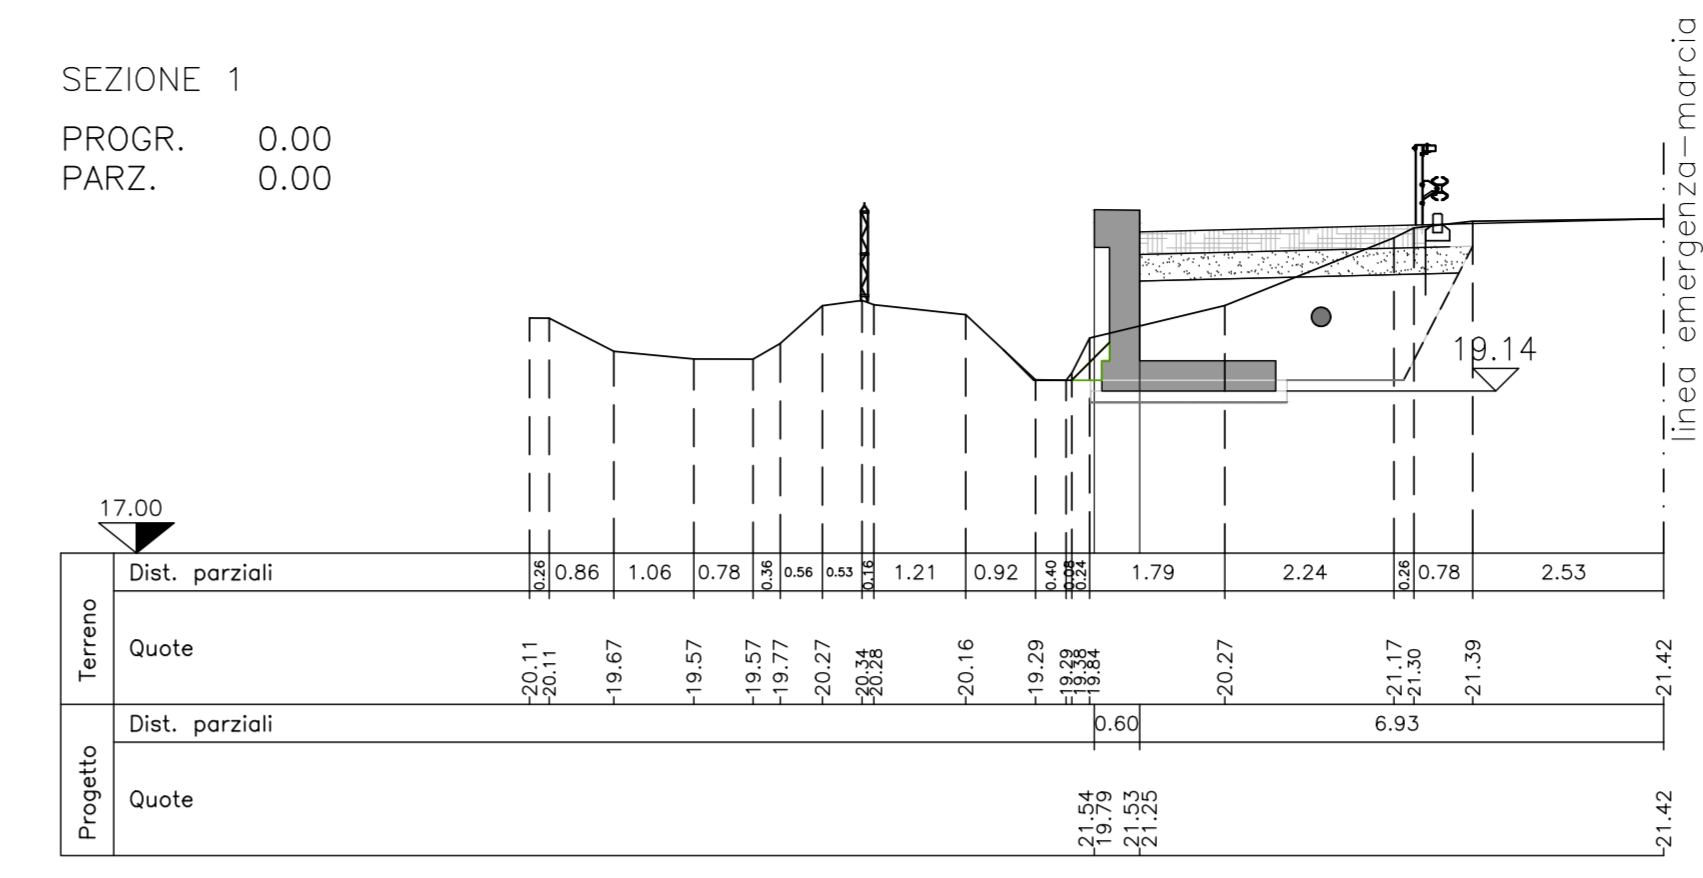 SEZIONE 1
PROGR. 0.00
PARZ. 0.00
linea emergenza-marcia
19.14
17.00
Terreno
Dist. parziali 0.26 0.86 1.06 0.78 0.36 0.56 0.53 0.16 1.21 0.92 0.40 0.08 0.24 1.79 2.24 0.26 0.78 2.53
Quote 20.11 20.11 19.67 19.57 19.57 19.77 20.27 20.34 20.28 20.16 19.29 19.29 19.38 19.84 20.27 21.17 21.30 21.39 21.42
Progetto
Dist. parziali 0.60 6.93
Quote 21.54 19.79 21.53 21.25 21.42